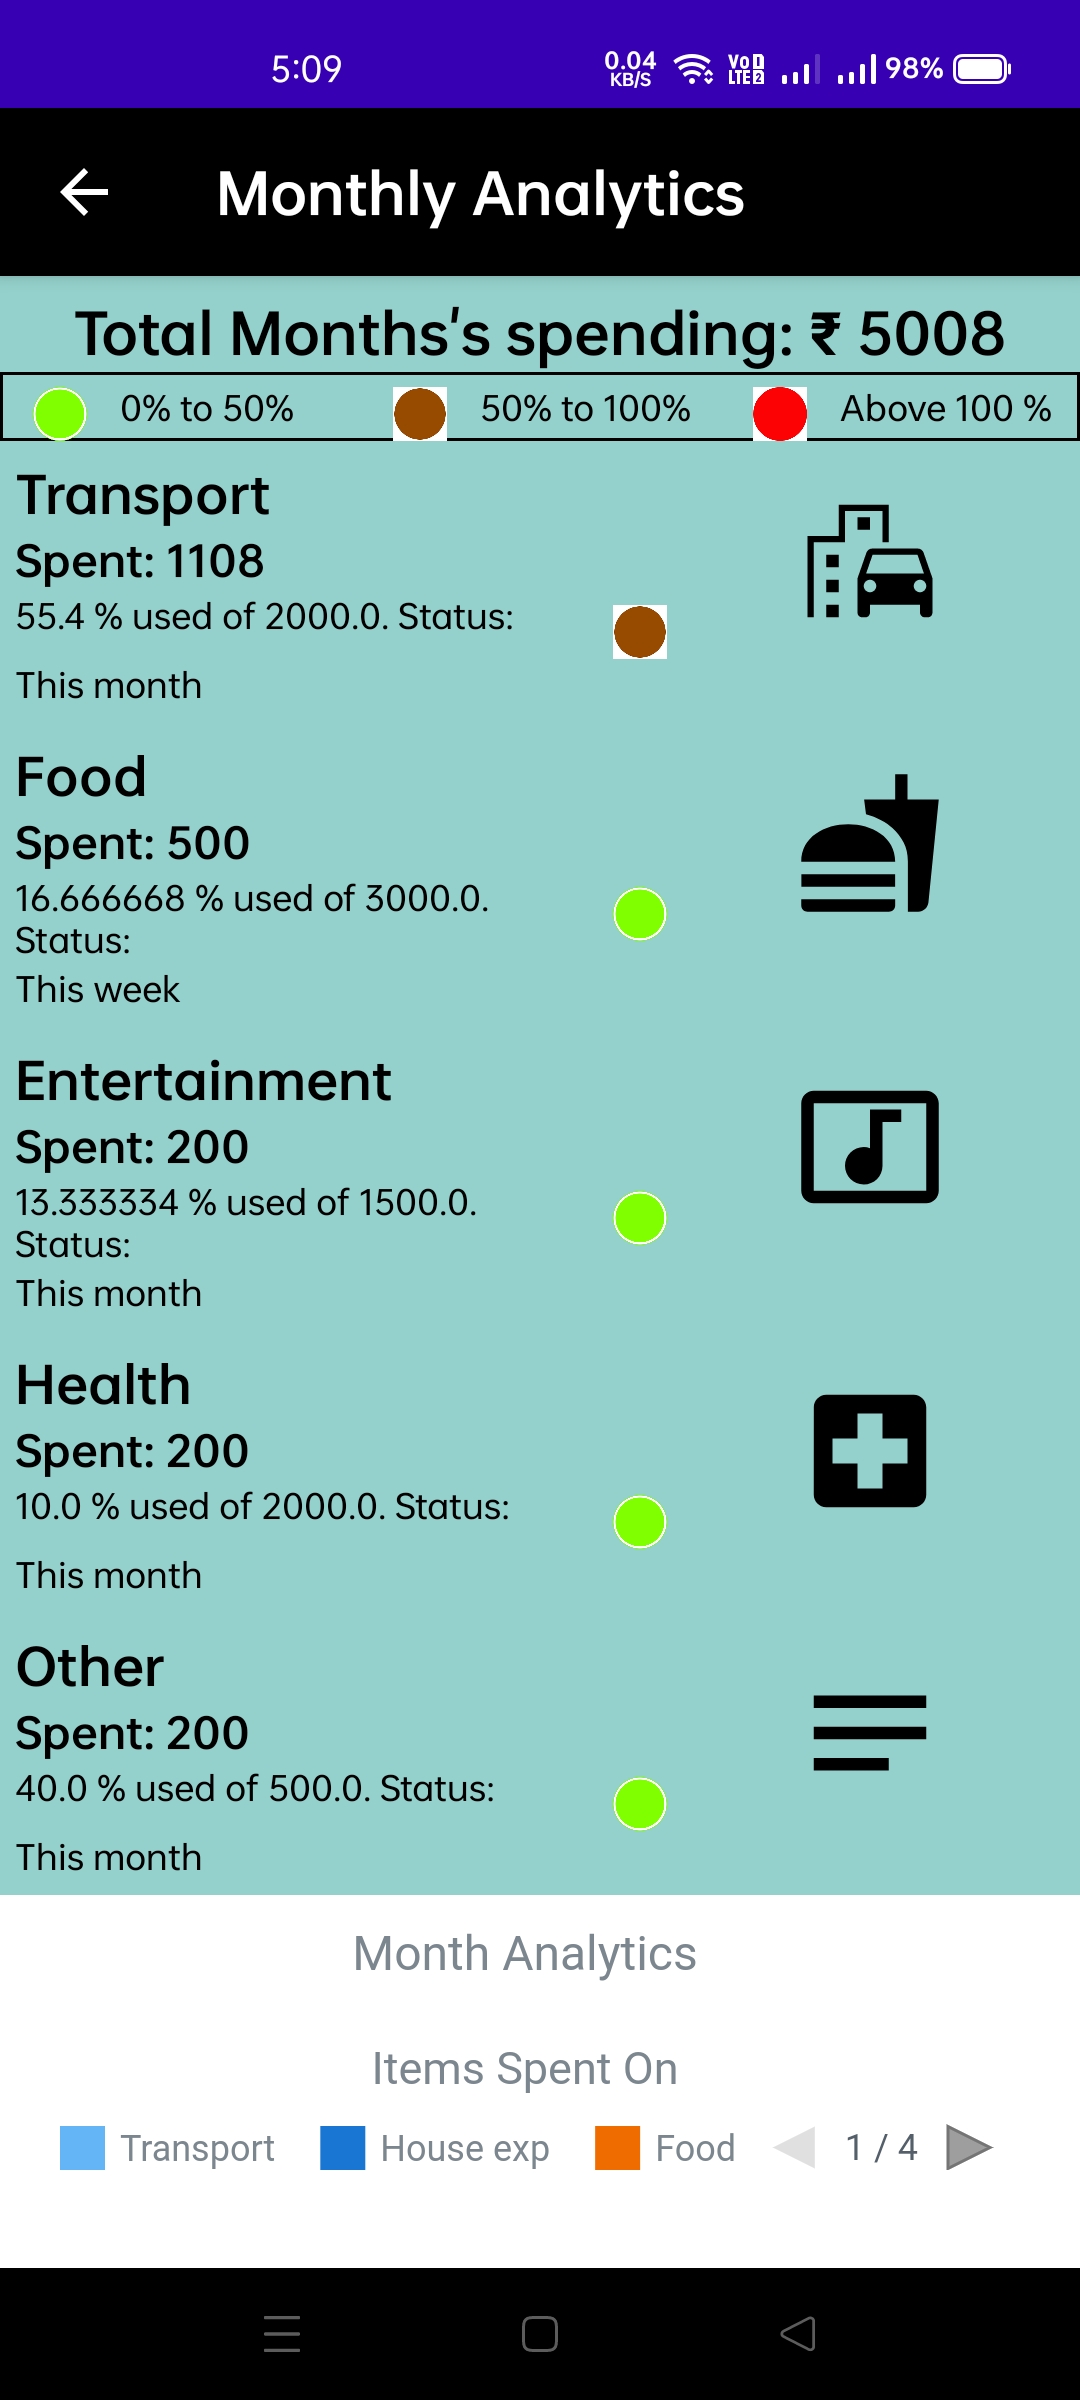 5:09
0.04 KB/S VoD LTE 2 98%
Monthly Analytics
Total Months's spending: ₹ 5008
0% to 50% 50% to 100% Above 100 %
Transport
Spent: 1108
55.4 % used of 2000.0. Status:
This month
Food
Spent: 500
16.666668 % used of 3000.0.
Status:
This week
Entertainment
Spent: 200
13.333334 % used of 1500.0.
Status:
This month
Health
Spent: 200
10.0 % used of 2000.0. Status:
This month
Other
Spent: 200
40.0 % used of 500.0. Status:
This month
Month Analytics
Items Spent On
Transport House exp Food 1 / 4